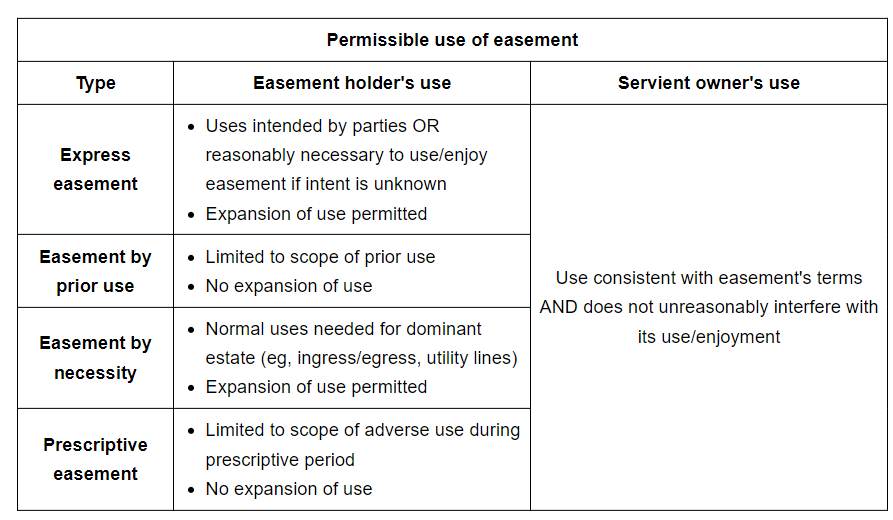 Permissible use of easement
Type
Easement holder's use
Servient owner's use
Express
easement
• Uses intended by parties OR
reasonably necessary to use/enjoy
easement if intent is unknown
• Expansion of use permitted
Easement by
prior use
• Limited to scope of prior use
• No expansion of use
Easement by
necessity
• Normal uses needed for dominant
estate (eg, ingress/egress, utility lines)
• Expansion of use permitted
Prescriptive
easement
• Limited to scope of adverse use during
prescriptive period
• No expansion of use
Use consistent with easement's terms
AND does not unreasonably interfere with
its use/enjoyment